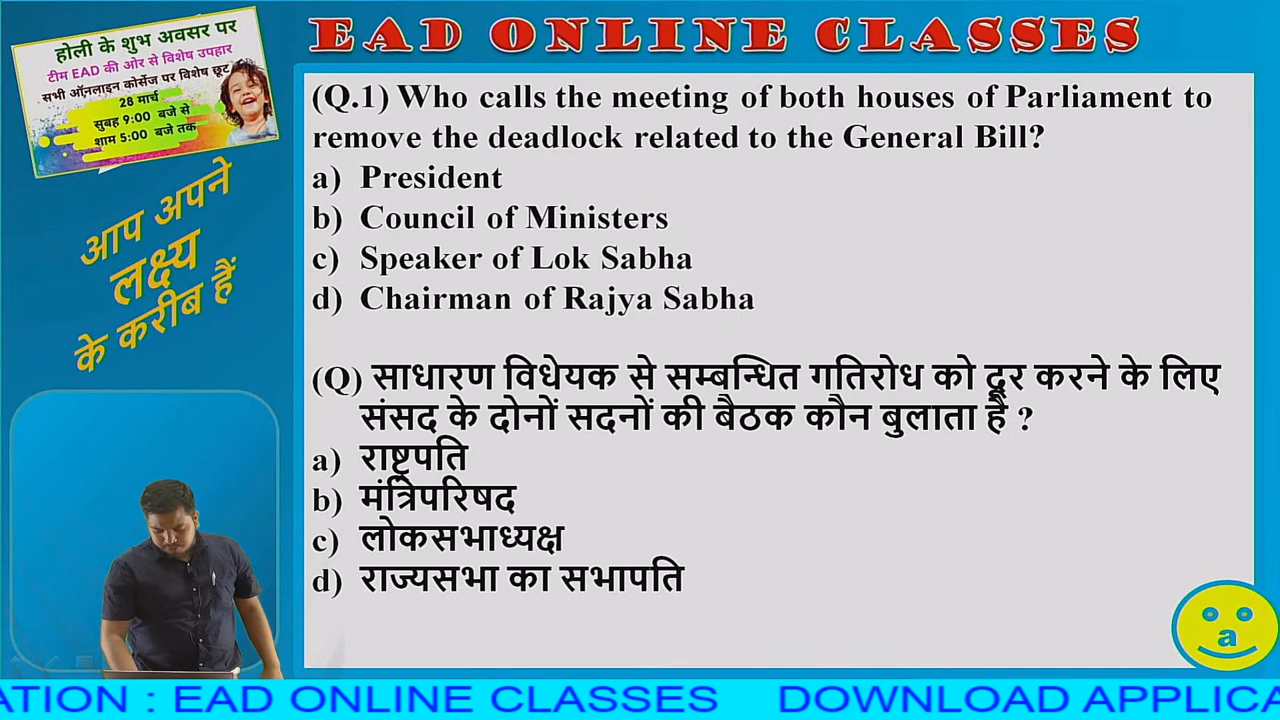 होली के शुभ अवसर पर
टीम EAD की ओर से विशेष उपहार
सभी ऑनलाइन कोर्सेज पर विशेष छूट
28 मार्च
सुबह 9:00 बजे से
शाम 5:00 बजे तक
EAD ONLINE CLASSES
आप अपने
लक्ष्य
के करीब हैं
(Q.1) Who calls the meeting of both houses of Parliament to
remove the deadlock related to the General Bill?
a) President
b) Council of Ministers
c) Speaker of Lok Sabha
d) Chairman of Rajya Sabha
(Q) साधारण विधेयक से सम्बन्धित गतिरोध को दूर करने के लिए
संसद के दोनों सदनों की बैठक कौन बुलाता है ?
a) राष्ट्रपति
b) मंत्रिपरिषद
c) लोकसभाध्यक्ष
d) राज्यसभा का सभापति
a
ATION : EAD ONLINE CLASSES DOWNLOAD APPLICA